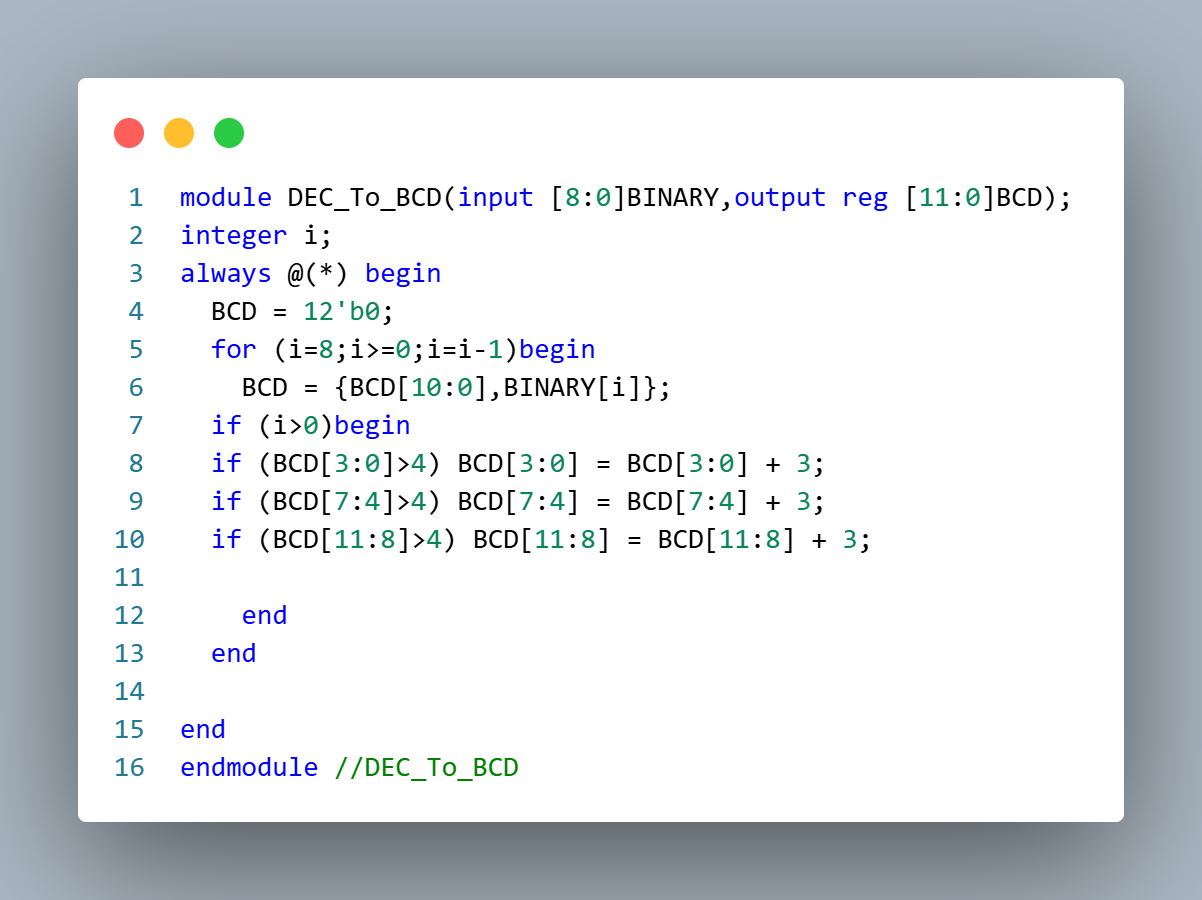 1 module DEC_To_BCD(input [8:0]BINARY,output reg [11:0]BCD);
2 integer i;
3 always @(*) begin
4   BCD = 12'b0;
5   for (i=8;i>=0;i=i-1)begin
6     BCD = {BCD[10:0],BINARY[i]};
7   if (i>0)begin
8   if (BCD[3:0]>4) BCD[3:0] = BCD[3:0] + 3;
9   if (BCD[7:4]>4) BCD[7:4] = BCD[7:4] + 3;
10   if (BCD[11:8]>4) BCD[11:8] = BCD[11:8] + 3;
11
12     end
13   end
14
15 end
16 endmodule //DEC_To_BCD